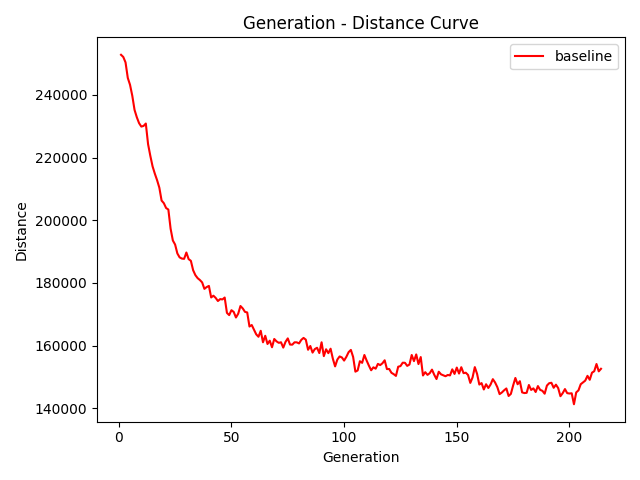 Generation - Distance Curve
baseline
240000
220000
200000
180000
160000
140000
Distance
0
50
100
150
200
Generation